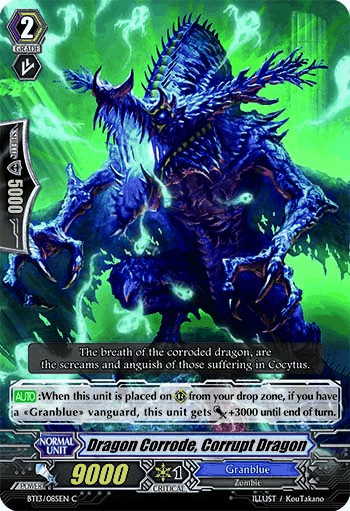 2
GRADE
SHIELD
5000
The breath of the corroded dragon, are
the screams and anguish of those suffering in Cocytus.
AUTO:When this unit is placed on RC from your drop zone, if you have
a «Granblue» vanguard, this unit gets +3000 until end of turn.
NORMAL UNIT
Dragon Corrode, Corrupt Dragon
POWER
9000
1
CRITICAL
Granblue
Zombie
BT13/085EN C
ILLUST / KouTakano